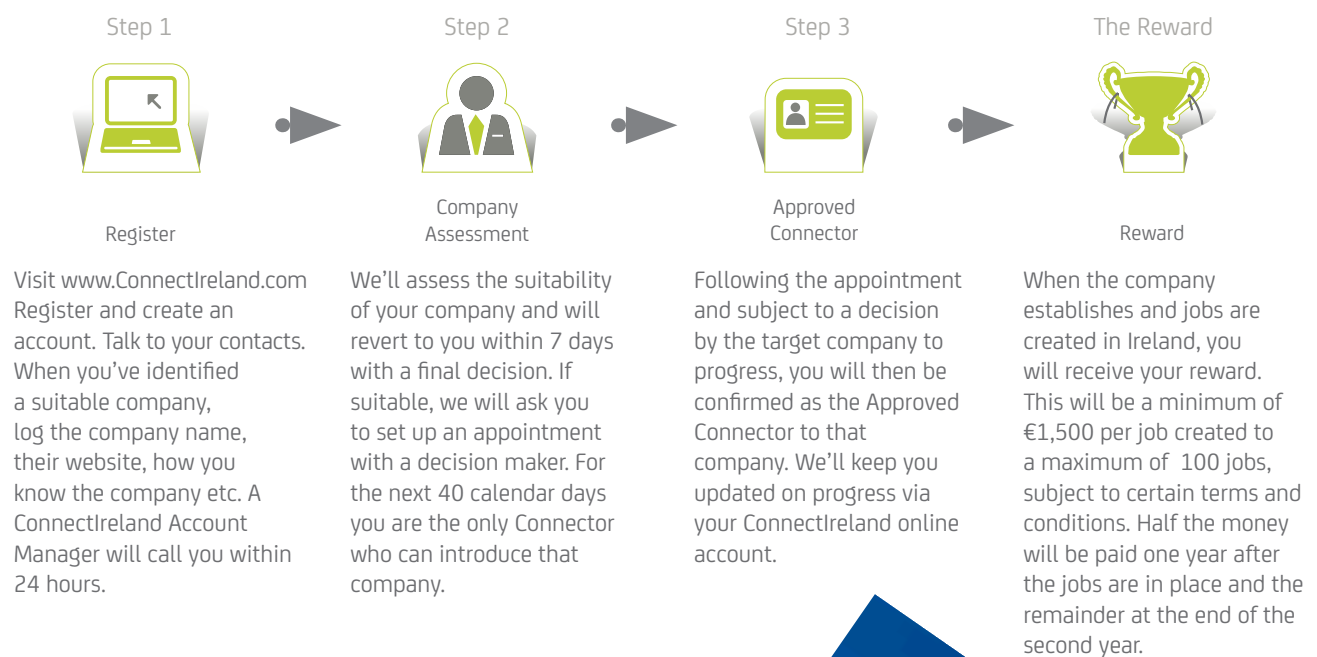 Step 1
Register
Visit www.ConnectIreland.com
Register and create an
account. Talk to your contacts.
When you’ve identified
a suitable company,
log the company name,
their website, how you
know the company etc. A
ConnectIreland Account
Manager will call you within
24 hours.
Step 2
Company
Assessment
We’ll assess the suitability
of your company and will
revert to you within 7 days
with a final decision. If
suitable, we will ask you
to set up an appointment
with a decision maker. For
the next 40 calendar days
you are the only Connector
who can introduce that
company.
Step 3
Approved
Connector
Following the appointment
and subject to a decision
by the target company to
progress, you will then be
confirmed as the Approved
Connector to that
company. We’ll keep you
updated on progress via
your ConnectIreland online
account.
The Reward
Reward
When the company
establishes and jobs are
created in Ireland, you
will receive your reward.
This will be a minimum of
€1,500 per job created to
a maximum of 100 jobs,
subject to certain terms and
conditions. Half the money
will be paid one year after
the jobs are in place and the
remainder at the end of the
second year.